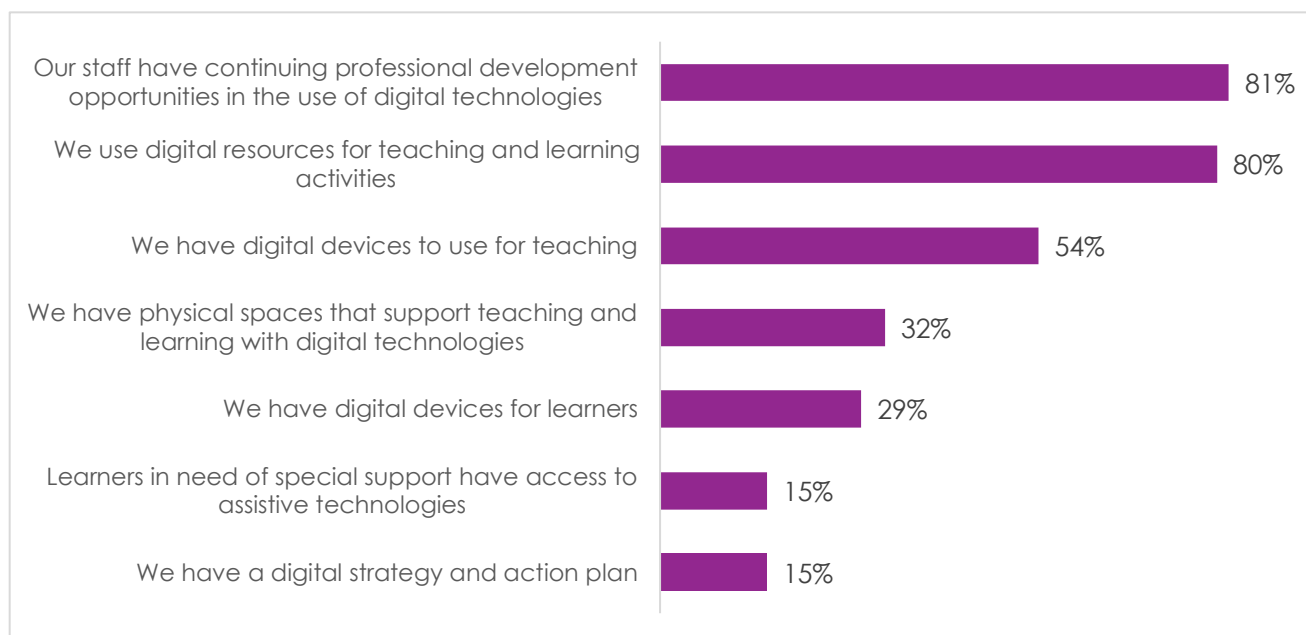 Our staff have continuing professional development
opportunities in the use of digital technologies
81%
We use digital resources for teaching and learning
activities
80%
We have digital devices to use for teaching
54%
We have physical spaces that support teaching and
learning with digital technologies
32%
We have digital devices for learners
29%
Learners in need of special support have access to
assistive technologies
15%
We have a digital strategy and action plan
15%